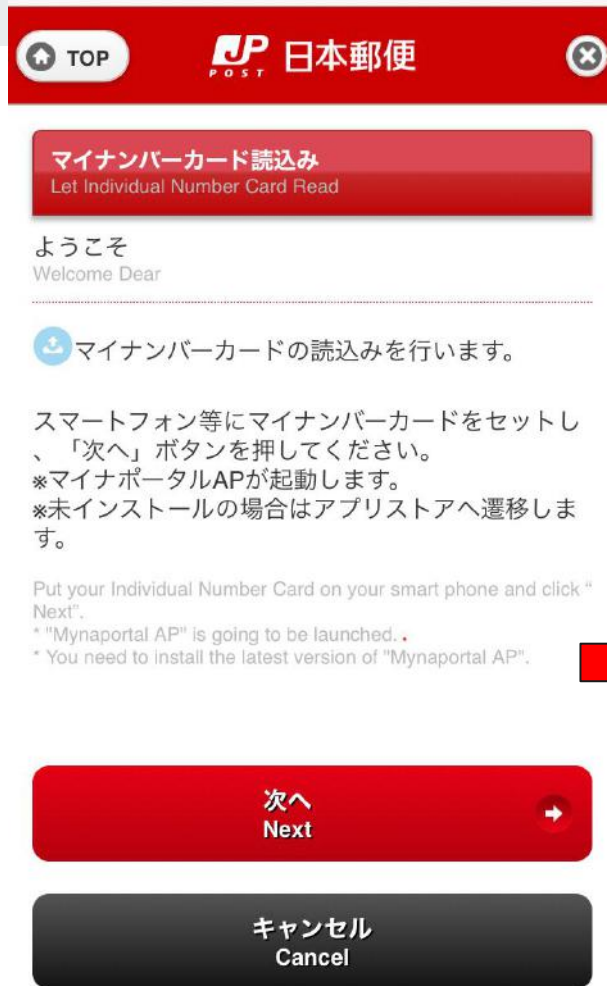 TOP
JP
POST
日本郵便
マイナンバーカード読込み
Let Individual Number Card Read
ようこそ
Welcome Dear
マイナンバーカードの読込みを行います。
スマートフォン等にマイナンバーカードをセットし
、「次へ」ボタンを押してください。
※マイナポータルAPが起動します。
※未インストールの場合はアプリストアへ遷移しま
す。
Put your Individual Number Card on your smart phone and click “
Next”.
* "Mynaportal AP" is going to be launched. .
* You need to install the latest version of "Mynaportal AP".
次へ
Next
キャンセル
Cancel